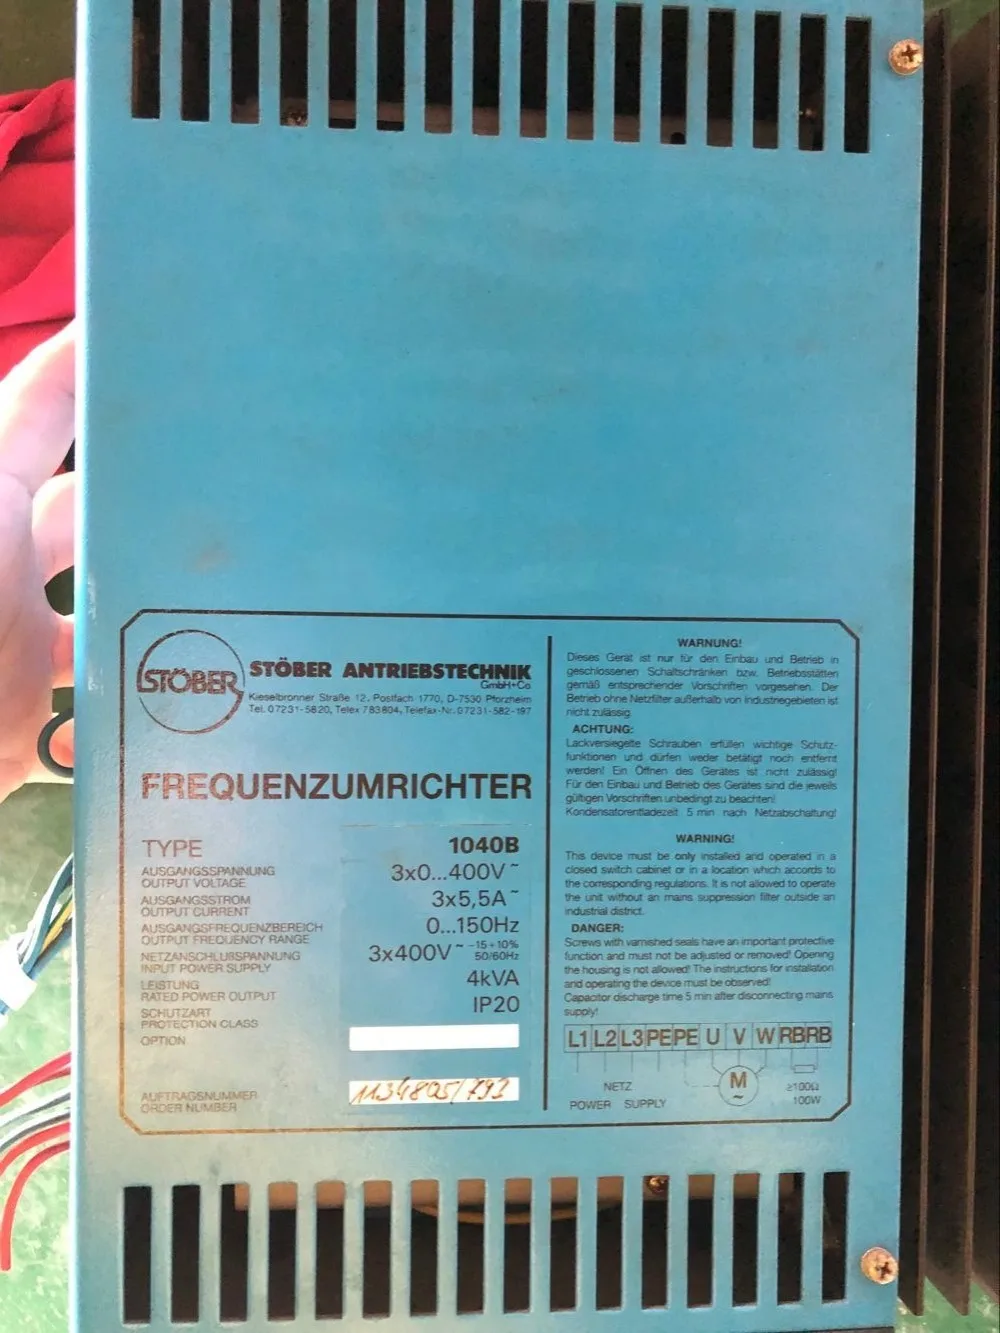 STÖBER
STÖBER ANTRIEBSTECHNIK
GmbH+Co
Kieselbronner Straße 12, Postfach 1770, D-7530 Pforzheim
Tel. 07231-5820, Telex 783804, Telefax-Nr. 07231-582-197
FREQUENZUMRICHTER
TYPE 1040B
AUSGANGSSPANNUNG
OUTPUT VOLTAGE
3x0...400V~
AUSGANGSSTROM
OUTPUT CURRENT
3x5,5A~
AUSGANGSFREQUENZBEREICH
OUTPUT FREQUENCY RANGE
0...150Hz
NETZANSCHLUßSPANNUNG
INPUT POWER SUPPLY
3x400V~ -15+10%
50/60Hz
LEISTUNG
RATED POWER OUTPUT
4kVA
SCHUTZART
PROTECTION CLASS
IP20
OPTION
AUFTRAGSNUMMER
ORDER NUMBER
1134805/793
WARNUNG!
Dieses Gerät ist nur für den Einbau und Betrieb in
geschlossenen Schaltschränken bzw. Betriebsstätten
gemäß entsprechender Vorschriften vorgesehen. Der
Betrieb ohne Netzfilter außerhalb von Industriegebieten ist
nicht zulässig.
ACHTUNG:
Lackversiegelte Schrauben erfüllen wichtige Schutz-
funktionen und dürfen weder betätigt noch entfernt
werden! Ein Öffnen des Gerätes ist nicht zulässig!
Für den Einbau und Betrieb des Gerätes sind die jeweils
gültigen Vorschriften unbedingt zu beachten!
Kondensatorentladezeit 5 min nach Netzabschaltung!
WARNING!
This device must be only installed and operated in a
closed switch cabinet or in a location which accords to
the corresponding regulations. It is not allowed to operate
the unit without an mains suppression filter outside an
industrial district.
DANGER:
Screws with varnished seals have an important protective
function and must not be adjusted or removed! Opening
the housing is not allowed! The instructions for installation
and operating the device must be observed!
Capacitor discharge time 5 min after disconnecting mains
supply!
L1 L2 L3 PE PE U V W RB RB
NETZ
POWER SUPPLY
M
~
≥100Ω
100W